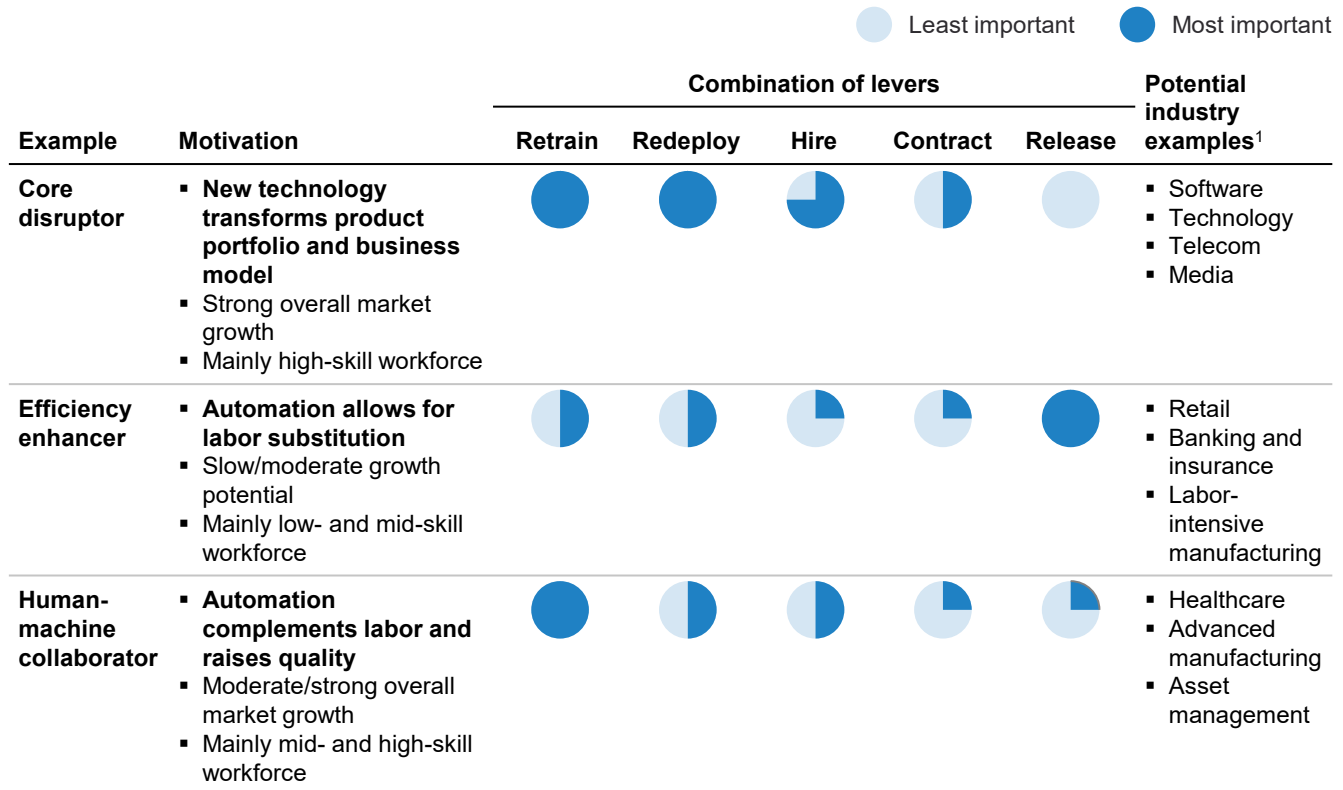 Least important
Most important
Combination of levers
Potential
industry
examples1
Example
Motivation
Retrain
Redeploy
Hire
Contract
Release
Core
disruptor
▪ New technology
transforms product
portfolio and business
model
▪ Strong overall market
growth
▪ Mainly high-skill workforce
▪ Software
▪ Technology
▪ Telecom
▪ Media
Efficiency
enhancer
▪ Automation allows for
labor substitution
▪ Slow/moderate growth
potential
▪ Mainly low- and mid-skill
workforce
▪ Retail
▪ Banking and
insurance
▪ Labor-
intensive
manufacturing
Human-
machine
collaborator
▪ Automation
complements labor and
raises quality
▪ Moderate/strong overall
market growth
▪ Mainly mid- and high-skill
workforce
▪ Healthcare
▪ Advanced
manufacturing
▪ Asset
management